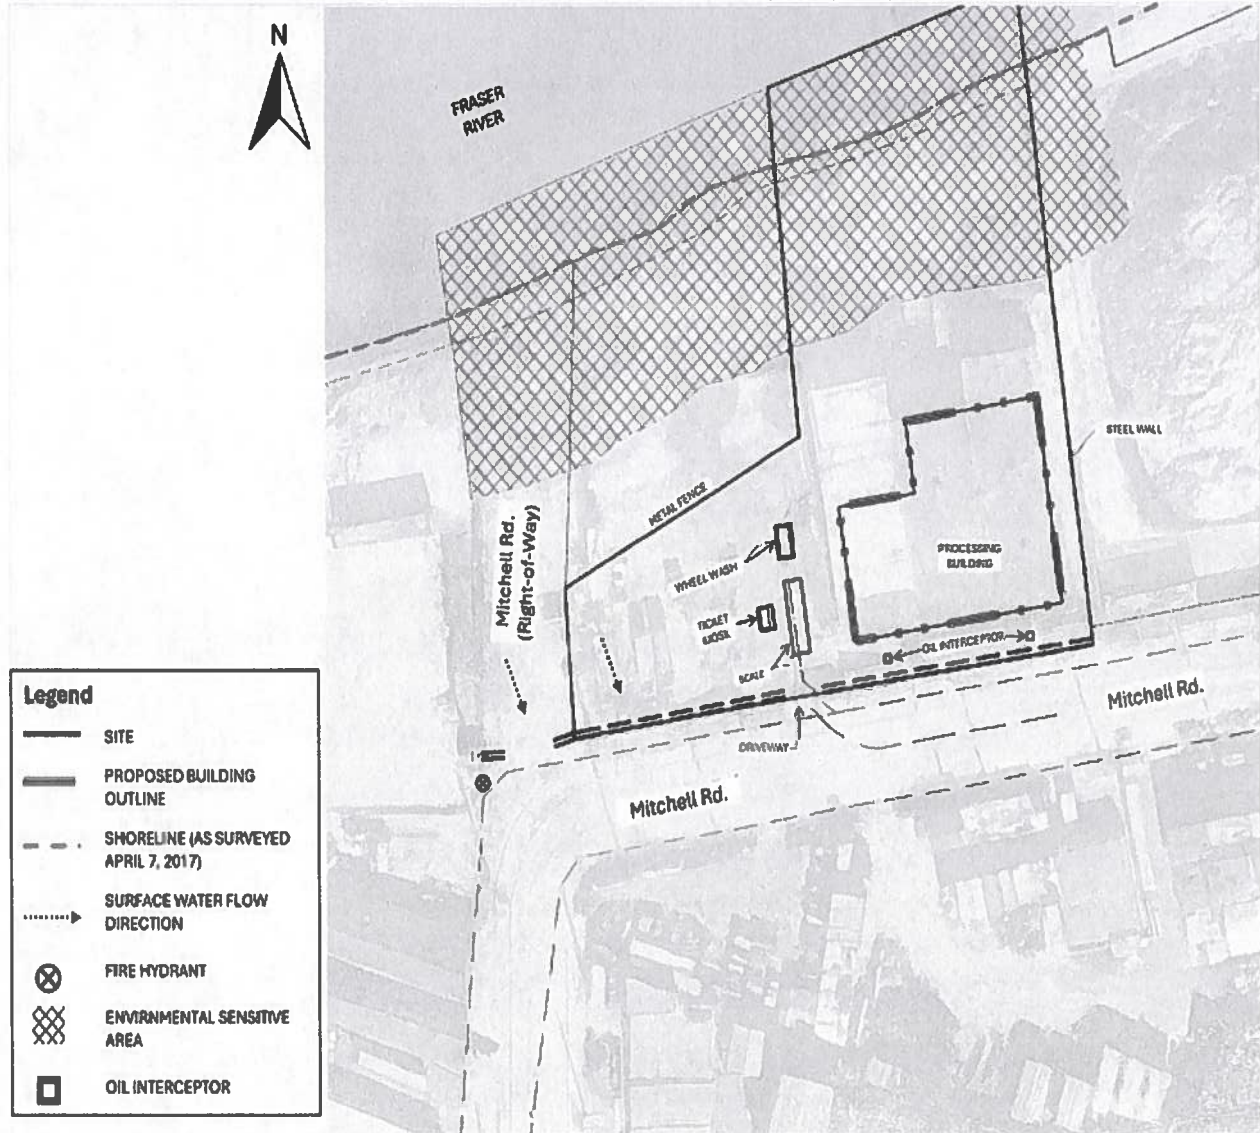 N
FRASER
RIVER
STEEL WALL
METAL FENCE
Mitchell Rd.
(Right-of-Way)
WHEEL WASH
PROCESSING
BUILDING
TICKET
KIOSK
OIL INTERCEPTOR
SCALE
Mitchell Rd.
DRIVEWAY
Mitchell Rd.
Legend
SITE
PROPOSED BUILDING
OUTLINE
SHORELINE (AS SURVEYED
APRIL 7, 2017)
SURFACE WATER FLOW
DIRECTION
FIRE HYDRANT
ENVIRNMENTAL SENSITIVE
AREA
OIL INTERCEPTOR